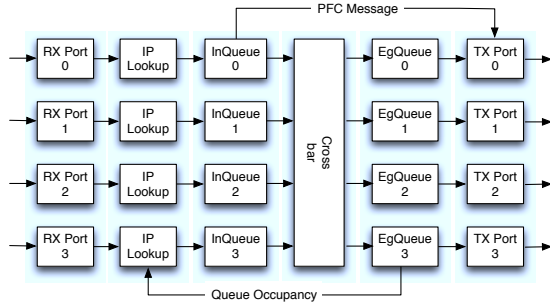 PFC Message
RX Port 0
IP Lookup
InQueue 0
EgQueue 0
TX Port 0
RX Port 1
IP Lookup
InQueue 1
EgQueue 1
TX Port 1
Cross bar
RX Port 2
IP Lookup
InQueue 2
EgQueue 2
TX Port 2
RX Port 3
IP Lookup
InQueue 3
EgQueue 3
TX Port 3
Queue Occupancy